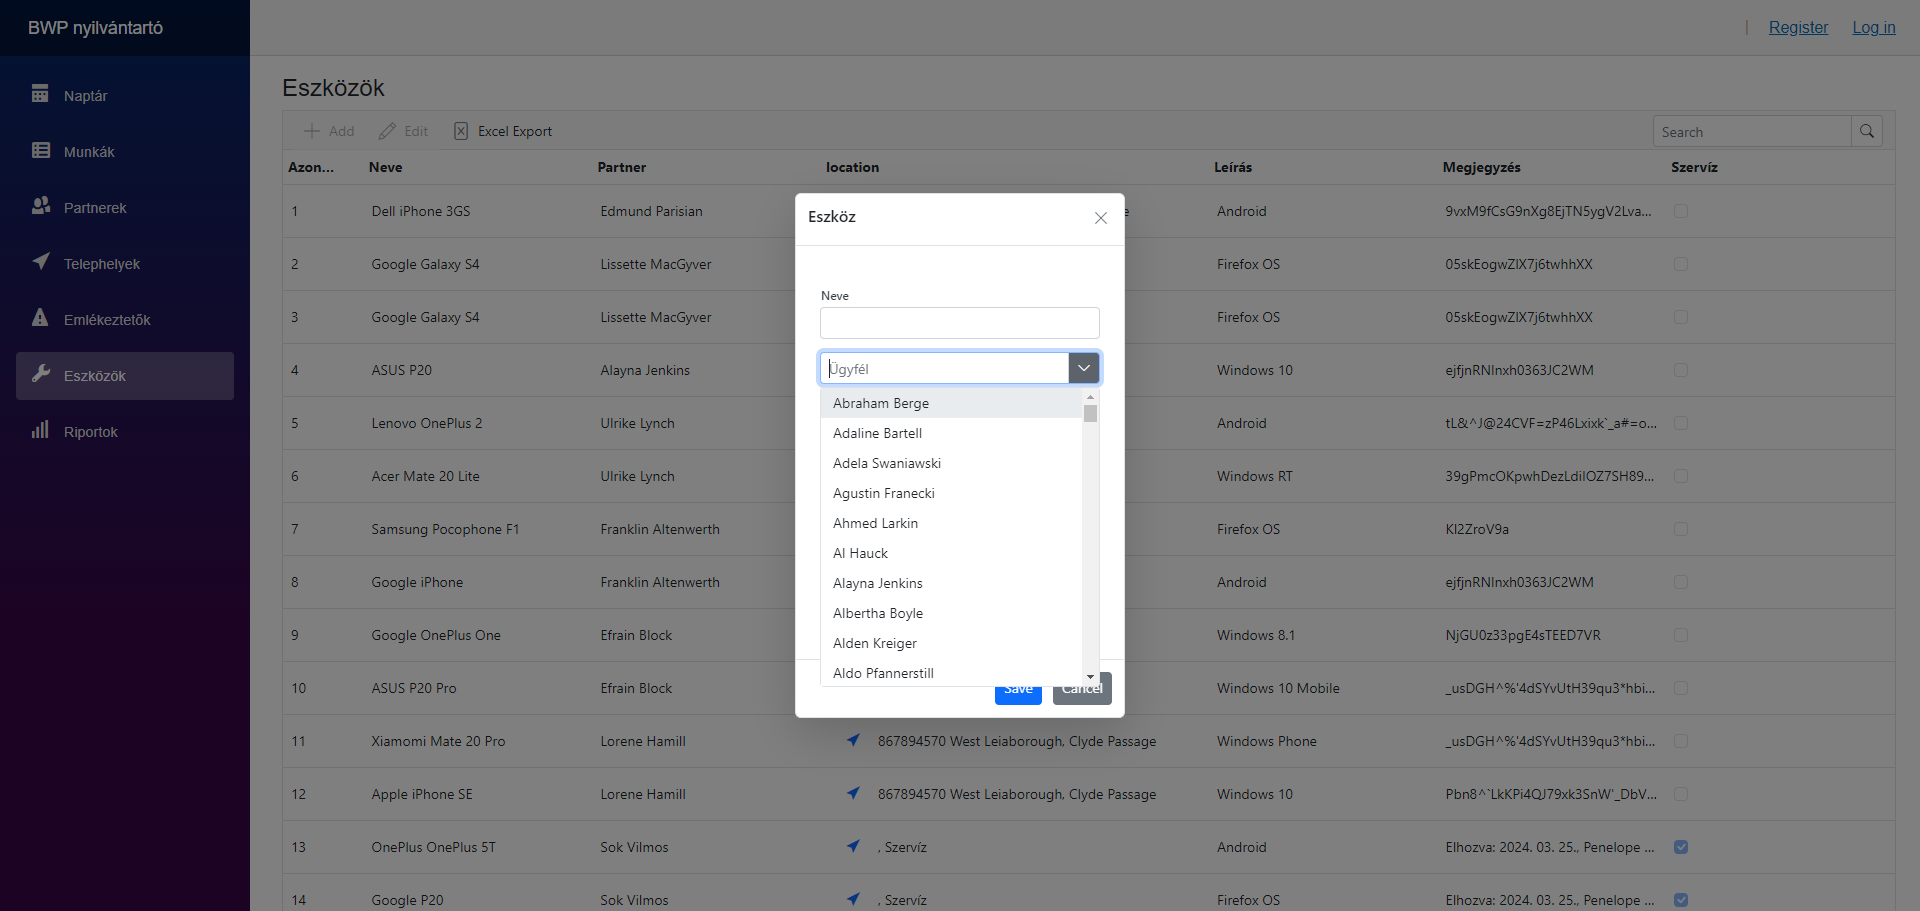 BWP nyilvántartó
Register
Log in
Naptár
Munkák
Partnerek
Telephelyek
Emlékeztetők
Eszközök
Riportok
Eszközök
Add
Edit
Excel Export
Search
Azon... Neve Partner location Leírás Megjegyzés Szervíz
1 Dell iPhone 3GS Edmund Parisian Android 9vxM9fCsG9nXg8EjTN5ygV2Lva...
2 Google Galaxy S4 Lissette MacGyver Firefox OS 05skEogwZIX7j6twhhXX
3 Google Galaxy S4 Lissette MacGyver Firefox OS 05skEogwZIX7j6twhhXX
4 ASUS P20 Alayna Jenkins Windows 10 ejfjnRNInxh0363JC2WM
5 Lenovo OnePlus 2 Ulrike Lynch Android tL&^J@24CVF=zP46Lxixk`_a#=o...
6 Acer Mate 20 Lite Ulrike Lynch Windows RT 39gPmcOKpwhDezLdiIOZ7SH89...
7 Samsung Pocophone F1 Franklin Altenwerth Firefox OS KI2ZroV9a
8 Google iPhone Franklin Altenwerth Android ejfjnRNInxh0363JC2WM
9 Google OnePlus One Efrain Block Windows 8.1 NjGU0z33pgE4sTEED7VR
10 ASUS P20 Pro Efrain Block Windows 10 Mobile _usDGH^%'4dSYvUtH39qu3*hbi...
11 Xiamomi Mate 20 Pro Lorene Hamill 867894570 West Leiaborough, Clyde Passage Windows Phone _usDGH^%'4dSYvUtH39qu3*hbi...
12 Apple iPhone SE Lorene Hamill 867894570 West Leiaborough, Clyde Passage Windows 10 Pbn8^`LkKPi4QJ79xk3SnW'_DbV...
13 OnePlus OnePlus 5T Sok Vilmos , Szervíz Android Elhozva: 2024. 03. 25., Penelope ...
14 Google P20 Sok Vilmos , Szervíz Firefox OS Elhozva: 2024. 03. 25., Penelope ...
Eszköz
Neve
Ügyfél
Abraham Berge
Adaline Bartell
Adela Swaniawski
Agustin Franecki
Ahmed Larkin
Al Hauck
Alayna Jenkins
Albertha Boyle
Alden Kreiger
Aldo Pfannerstill
Save
Cancel